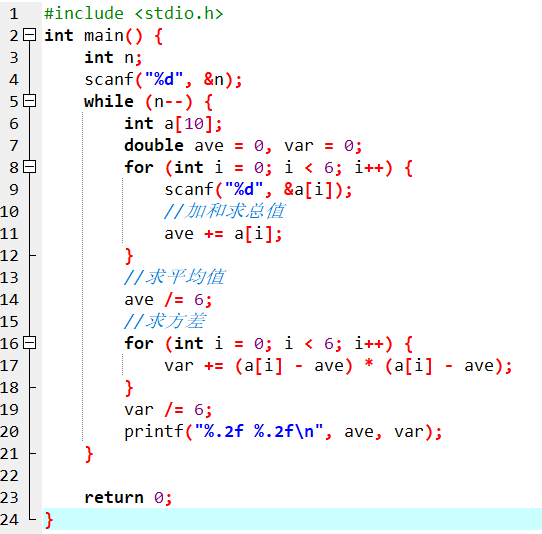 1 #include <stdio.h>
2 int main() {
3     int n;
4     scanf("%d", &n);
5     while (n--) {
6         int a[10];
7         double ave = 0, var = 0;
8         for (int i = 0; i < 6; i++) {
9             scanf("%d", &a[i]);
10             //加和求总值
11             ave += a[i];
12         }
13         //求平均值
14         ave /= 6;
15         //求方差
16         for (int i = 0; i < 6; i++) {
17             var += (a[i] - ave) * (a[i] - ave);
18         }
19         var /= 6;
20         printf("%.2f %.2f\n", ave, var);
21     }
22
23     return 0;
24 }